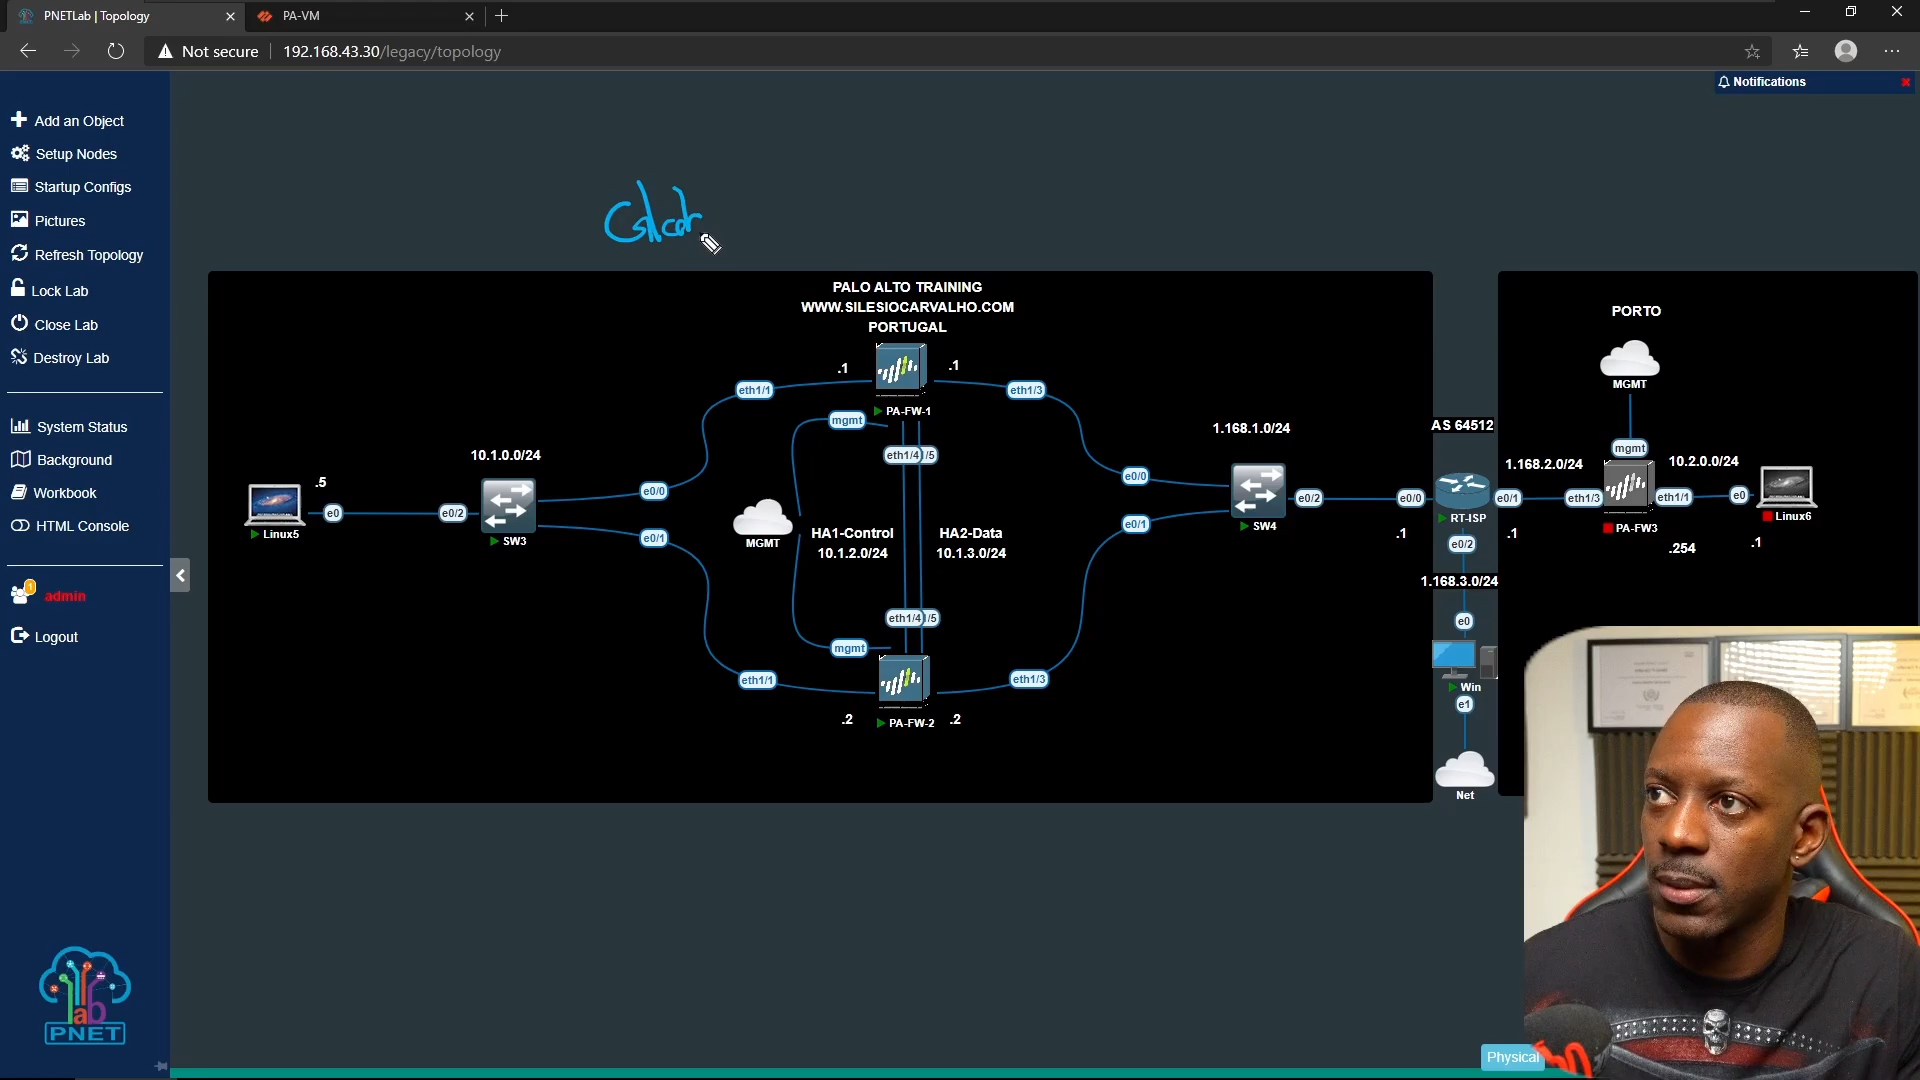 PNETLab | Topology
PA-VM
Not secure
192.168.43.30/legacy/topology
Notifications
Add an Object
Setup Nodes
Startup Configs
Pictures
Refresh Topology
Lock Lab
Close Lab
Destroy Lab
System Status
Background
Workbook
HTML Console
1
admin
Logout
lab
PNET
PALO ALTO TRAINING
WWW.SILESIOCARVALHO.COM
PORTUGAL
.1
.1
eth1/1
eth1/3
PA-FW-1
mgmt
eth1/4
/5
10.1.0.0/24
.5
e0
Linux5
e0/2
SW3
e0/0
e0/1
MGMT
HA1-Control
10.1.2.0/24
HA2-Data
10.1.3.0/24
eth1/4
/5
mgmt
eth1/1
eth1/3
.2
PA-FW-2
.2
1.168.1.0/24
e0/0
e0/1
SW4
e0/2
e0/0
AS 64512
RT-ISP
.1
e0/1
.1
e0/2
1.168.3.0/24
e0
Win
e1
Net
PORTO
MGMT
mgmt
1.168.2.0/24
10.2.0.0/24
eth1/3
eth1/1
e0
PA-FW3
Linux6
.254
.1
Physical